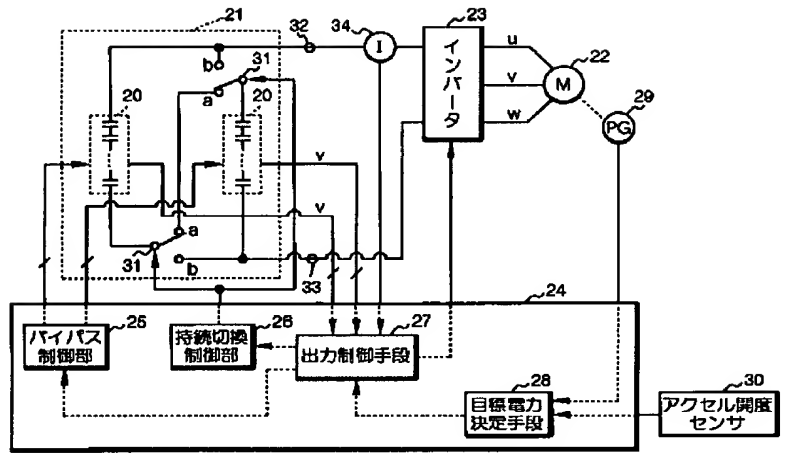 21
32
34
23
b
I
インバータ
u
22
31
v
M
a
20
20
w
29
PG
v
v
a
31
b
33
24
バイパス
制御部
25
持続切換
制御部
26
27
出力制御手段
28
目標電力
決定手段
30
アクセル開度
センサ